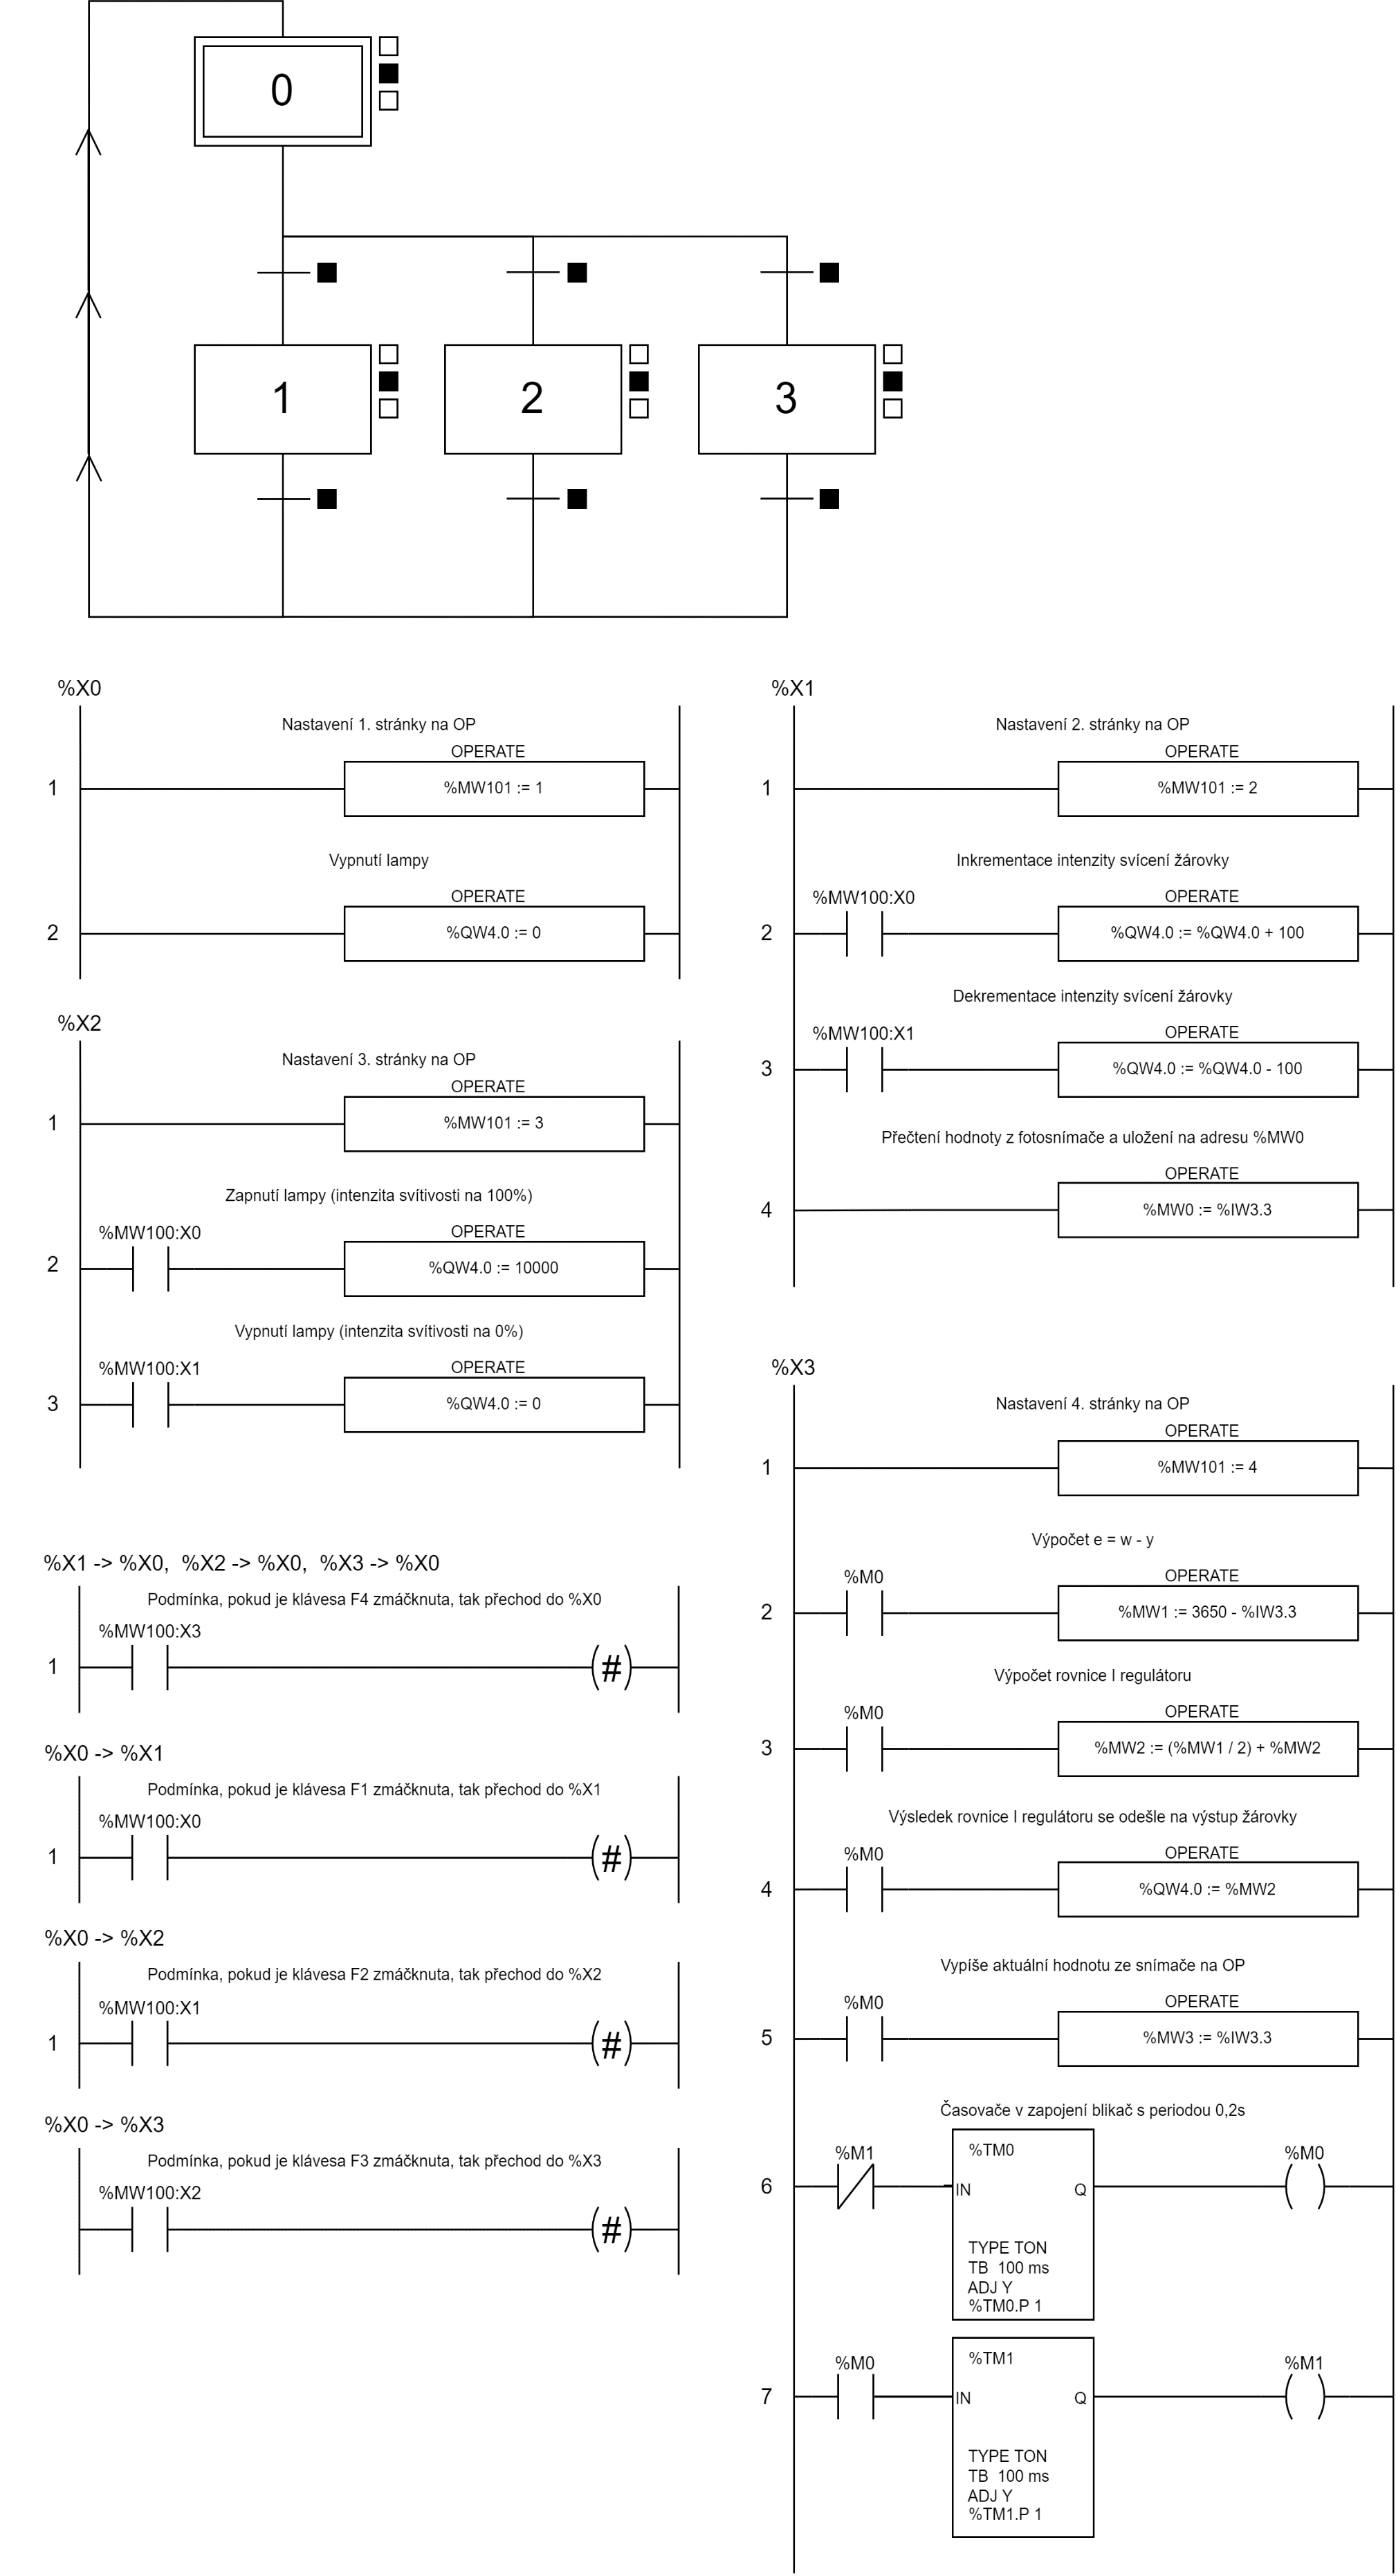 0
1
2
3
%X0
Nastavení 1. stránky na OP
OPERATE
1
%MW101 := 1
Vypnutí lampy
OPERATE
2
%QW4.0 := 0
%X1
Nastavení 2. stránky na OP
OPERATE
1
%MW101 := 2
Inkrementace intenzity svícení žárovky
%MW100:X0
OPERATE
2
%QW4.0 := %QW4.0 + 100
Dekrementace intenzity svícení žárovky
%MW100:X1
OPERATE
3
%QW4.0 := %QW4.0 - 100
Přečtení hodnoty z fotosnímače a uložení na adresu %MW0
OPERATE
4
%MW0 := %IW3.3
%X2
Nastavení 3. stránky na OP
OPERATE
1
%MW101 := 3
Zapnutí lampy (intenzita svítivosti na 100%)
%MW100:X0
OPERATE
2
%QW4.0 := 10000
Vypnutí lampy (intenzita svítivosti na 0%)
%MW100:X1
OPERATE
3
%QW4.0 := 0
%X3
Nastavení 4. stránky na OP
OPERATE
1
%MW101 := 4
Výpočet e = w - y
%M0
OPERATE
2
%MW1 := 3650 - %IW3.3
Výpočet rovnice I regulátoru
%M0
OPERATE
3
%MW2 := (%MW1 / 2) + %MW2
Výsledek rovnice I regulátoru se odešle na výstup žárovky
%M0
OPERATE
4
%QW4.0 := %MW2
Vypíše aktuální hodnotu ze snímače na OP
%M0
OPERATE
5
%MW3 := %IW3.3
Časovače v zapojení blikač s periodou 0,2s
%M1
%TM0
%M0
6
IN
Q
TYPE TON
TB 100 ms
ADJ Y
%TM0.P 1
%M0
%TM1
%M1
7
IN
Q
TYPE TON
TB 100 ms
ADJ Y
%TM1.P 1
%X1 -> %X0, %X2 -> %X0, %X3 -> %X0
Podmínka, pokud je klávesa F4 zmáčknuta, tak přechod do %X0
%MW100:X3
1
(#)
%X0 -> %X1
Podmínka, pokud je klávesa F1 zmáčknuta, tak přechod do %X1
%MW100:X0
1
(#)
%X0 -> %X2
Podmínka, pokud je klávesa F2 zmáčknuta, tak přechod do %X2
%MW100:X1
1
(#)
%X0 -> %X3
Podmínka, pokud je klávesa F3 zmáčknuta, tak přechod do %X3
%MW100:X2
(#)